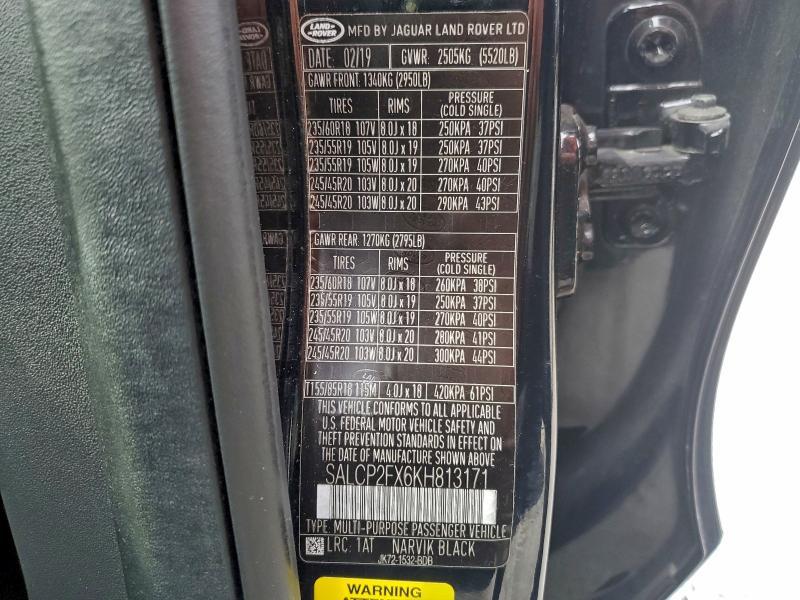 LAND ROVER MFD BY JAGUAR LAND ROVER LTD
DATE: 02/19 GVWR: 2505KG (5520LB)
GAWR FRONT: 1340KG (2950LB)
TIRES RIMS PRESSURE (COLD SINGLE)
235/60R18 107V 8.0J x 18 250KPA 37PSI
235/55R19 105V 8.0J x 19 250KPA 37PSI
235/55R19 105W 8.0J x 19 270KPA 40PSI
245/45R20 103V 8.0J x 20 270KPA 40PSI
245/45R20 103W 8.0J x 20 290KPA 43PSI
GAWR REAR: 1270KG (2795LB)
TIRES RIMS PRESSURE (COLD SINGLE)
235/60R18 107V 8.0J x 18 260KPA 38PSI
235/55R19 105V 8.0J x 19 250KPA 37PSI
235/55R19 105W 8.0J x 19 270KPA 40PSI
245/45R20 103V 8.0J x 20 280KPA 41PSI
245/45R20 103W 8.0J x 20 300KPA 44PSI
T155/85R18 115M 4.0J x 18 420KPA 61PSI
THIS VEHICLE CONFORMS TO ALL APPLICABLE
U.S. FEDERAL MOTOR VEHICLE SAFETY AND
THEFT PREVENTION STANDARDS IN EFFECT ON
THE DATE OF MANUFACTURE SHOWN ABOVE
SALCP2FX6KH813171
TYPE: MULTI-PURPOSE PASSENGER VEHICLE
LRC: 1AT NARVIK BLACK
JK72-1532-BDB
WARNING